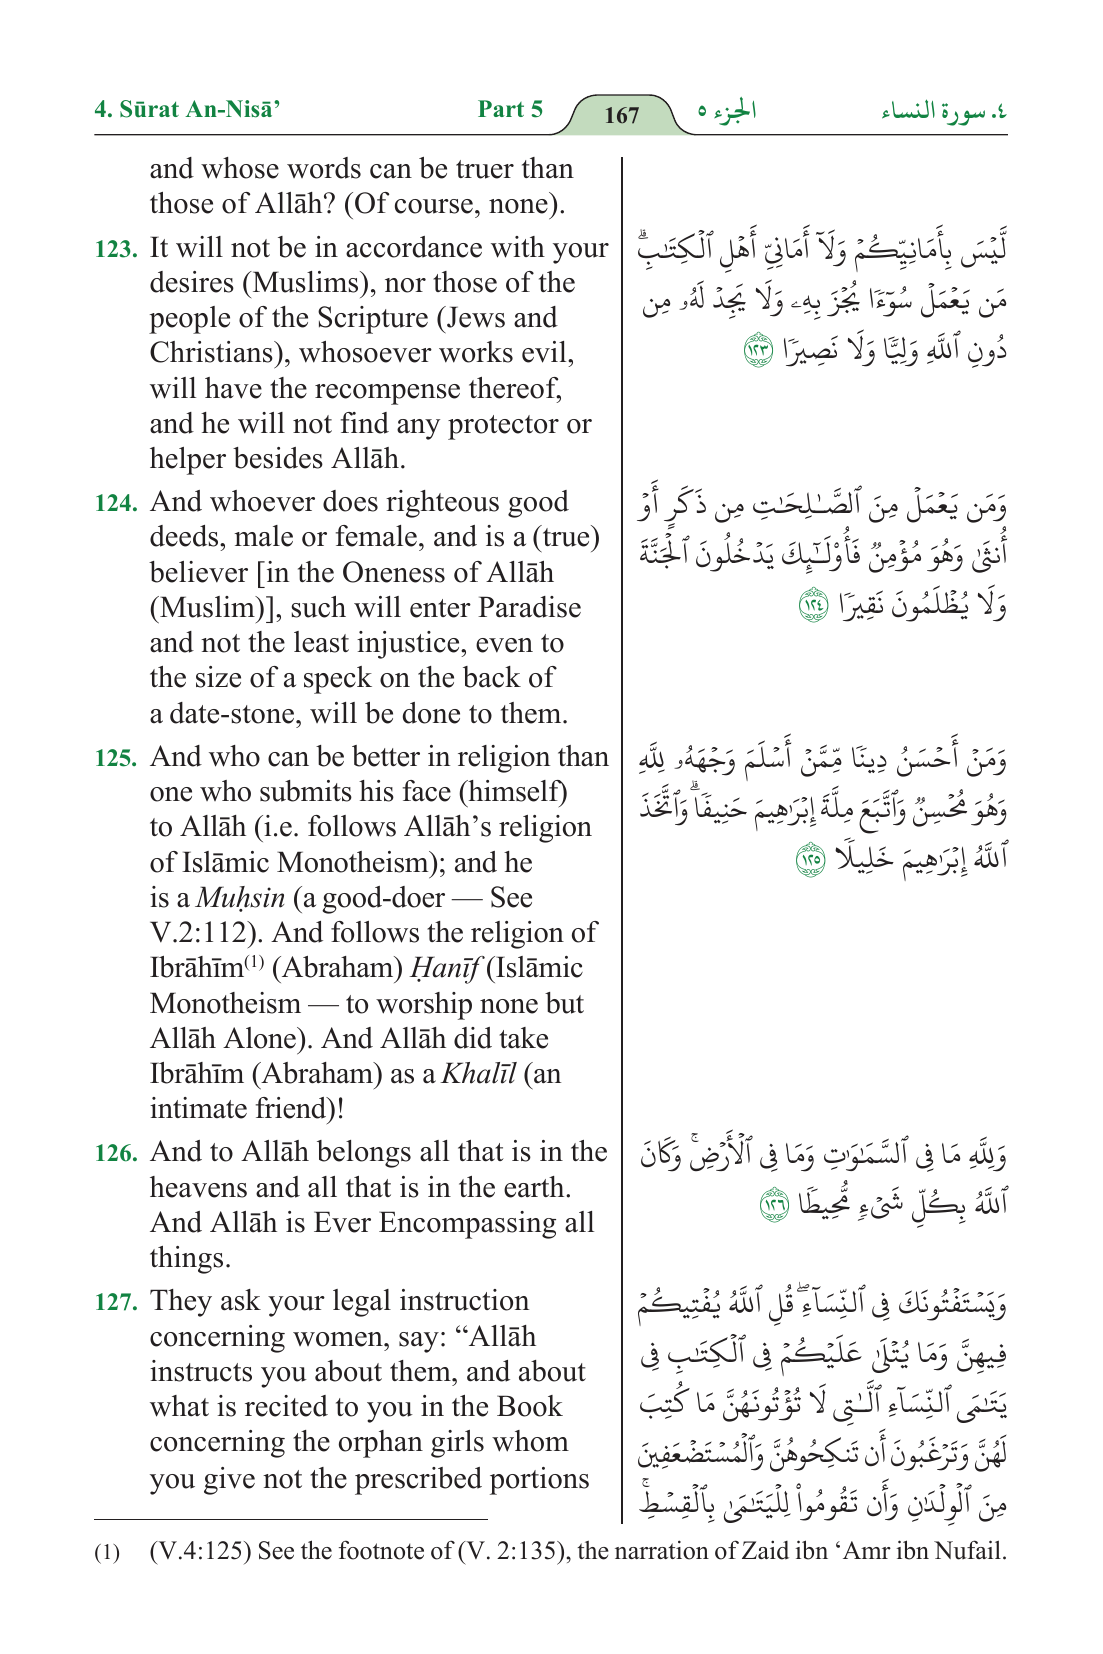 4. Sūrat An-Nisā’ Part 5 167 الجزء ٥ ٤. سورة النساء
and whose words can be truer than
those of Allāh? (Of course, none).
123. It will not be in accordance with your
desires (Muslims), nor those of the
people of the Scripture (Jews and
Christians), whosoever works evil,
will have the recompense thereof,
and he will not find any protector or
helper besides Allāh.
124. And whoever does righteous good
deeds, male or female, and is a (true)
believer [in the Oneness of Allāh
(Muslim)], such will enter Paradise
and not the least injustice, even to
the size of a speck on the back of
a date-stone, will be done to them.
125. And who can be better in religion than
one who submits his face (himself)
to Allāh (i.e. follows Allāh’s religion
of Islāmic Monotheism); and he
is a Muḥsin (a good-doer — See
V.2:112). And follows the religion of
Ibrāhīm(1) (Abraham) Ḥanīf (Islāmic
Monotheism — to worship none but
Allāh Alone). And Allāh did take
Ibrāhīm (Abraham) as a Khalīl (an
intimate friend)!
126. And to Allāh belongs all that is in the
heavens and all that is in the earth.
And Allāh is Ever Encompassing all
things.
127. They ask your legal instruction
concerning women, say: “Allāh
instructs you about them, and about
what is recited to you in the Book
concerning the orphan girls whom
you give not the prescribed portions
لَّيْسَ بِأَمَانِيِّكُمْ وَلَآ أَمَانِيِّ أَهْلِ ٱلْكِتَـٰبِ ۗ
مَن يَعْمَلْ سُوٓءًا يُجْزَ بِهِۦ وَلَا يَجِدْ لَهُۥ مِن
دُونِ ٱللَّهِ وَلِيًّا وَلَا نَصِيرًا ١٢٣
وَمَن يَعْمَلْ مِنَ ٱلصَّـٰلِحَـٰتِ مِن ذَكَرٍ أَوْ
أُنثَىٰ وَهُوَ مُؤْمِنٌ فَأُو۟لَـٰٓئِكَ يَدْخُلُونَ ٱلْجَنَّةَ
وَلَا يُظْلَمُونَ نَقِيرًا ١٢٤
وَمَنْ أَحْسَنُ دِينًا مِّمَّنْ أَسْلَمَ وَجْهَهُۥ لِلَّهِ
وَهُوَ مُحْسِنٌ وَٱتَّبَعَ مِلَّةَ إِبْرَٰهِيمَ حَنِيفًا ۗ وَٱتَّخَذَ
ٱللَّهُ إِبْرَٰهِيمَ خَلِيلًا ١٢٥
وَلِلَّهِ مَا فِى ٱلسَّمَـٰوَٰتِ وَمَا فِى ٱلْأَرْضِ ۚ وَكَانَ
ٱللَّهُ بِكُلِّ شَىْءٍ مُّحِيطًا ١٢٦
وَيَسْتَفْتُونَكَ فِى ٱلنِّسَآءِ ۖ قُلِ ٱللَّهُ يُفْتِيكُمْ
فِيهِنَّ وَمَا يُتْلَىٰ عَلَيْكُمْ فِى ٱلْكِتَـٰبِ فِى
يَتَـٰمَى ٱلنِّسَآءِ ٱلَّـٰتِى لَا تُؤْتُونَهُنَّ مَا كُتِبَ
لَهُنَّ وَتَرْغَبُونَ أَن تَنكِحُوهُنَّ وَٱلْمُسْتَضْعَفِينَ
مِنَ ٱلْوِلْدَٰنِ وَأَن تَقُومُوا۟ لِلْيَتَـٰمَىٰ بِٱلْقِسْطِ ۚ
(1) (V.4:125) See the footnote of (V. 2:135), the narration of Zaid ibn ‘Amr ibn Nufail.